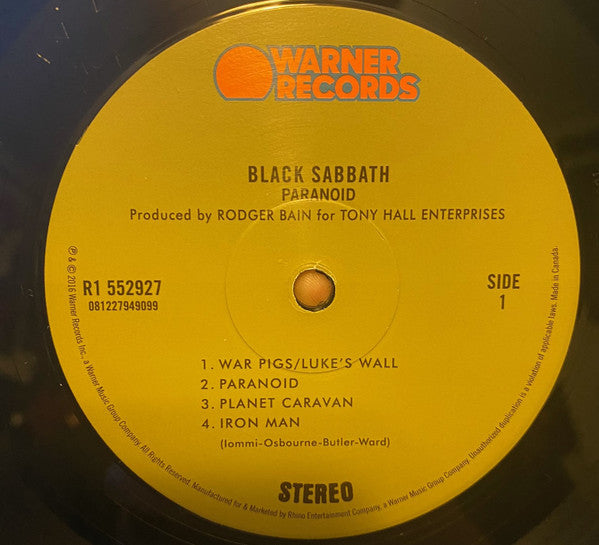 WARNER
RECORDS
BLACK SABBATH
PARANOID
Produced by RODGER BAIN for TONY HALL ENTERPRISES
R1 552927
081227949099
SIDE
1
1. WAR PIGS/LUKE'S WALL
2. PARANOID
3. PLANET CARAVAN
4. IRON MAN
(Iommi-Osbourne-Butler-Ward)
STEREO
℗ & © 2016 Warner Records Inc., a Warner Music Group Company. All Rights Reserved. Manufactured for & Marketed by Rhino Entertainment Company, a Warner Music Group Company. Unauthorized duplication is a violation of applicable laws. Made in Canada.